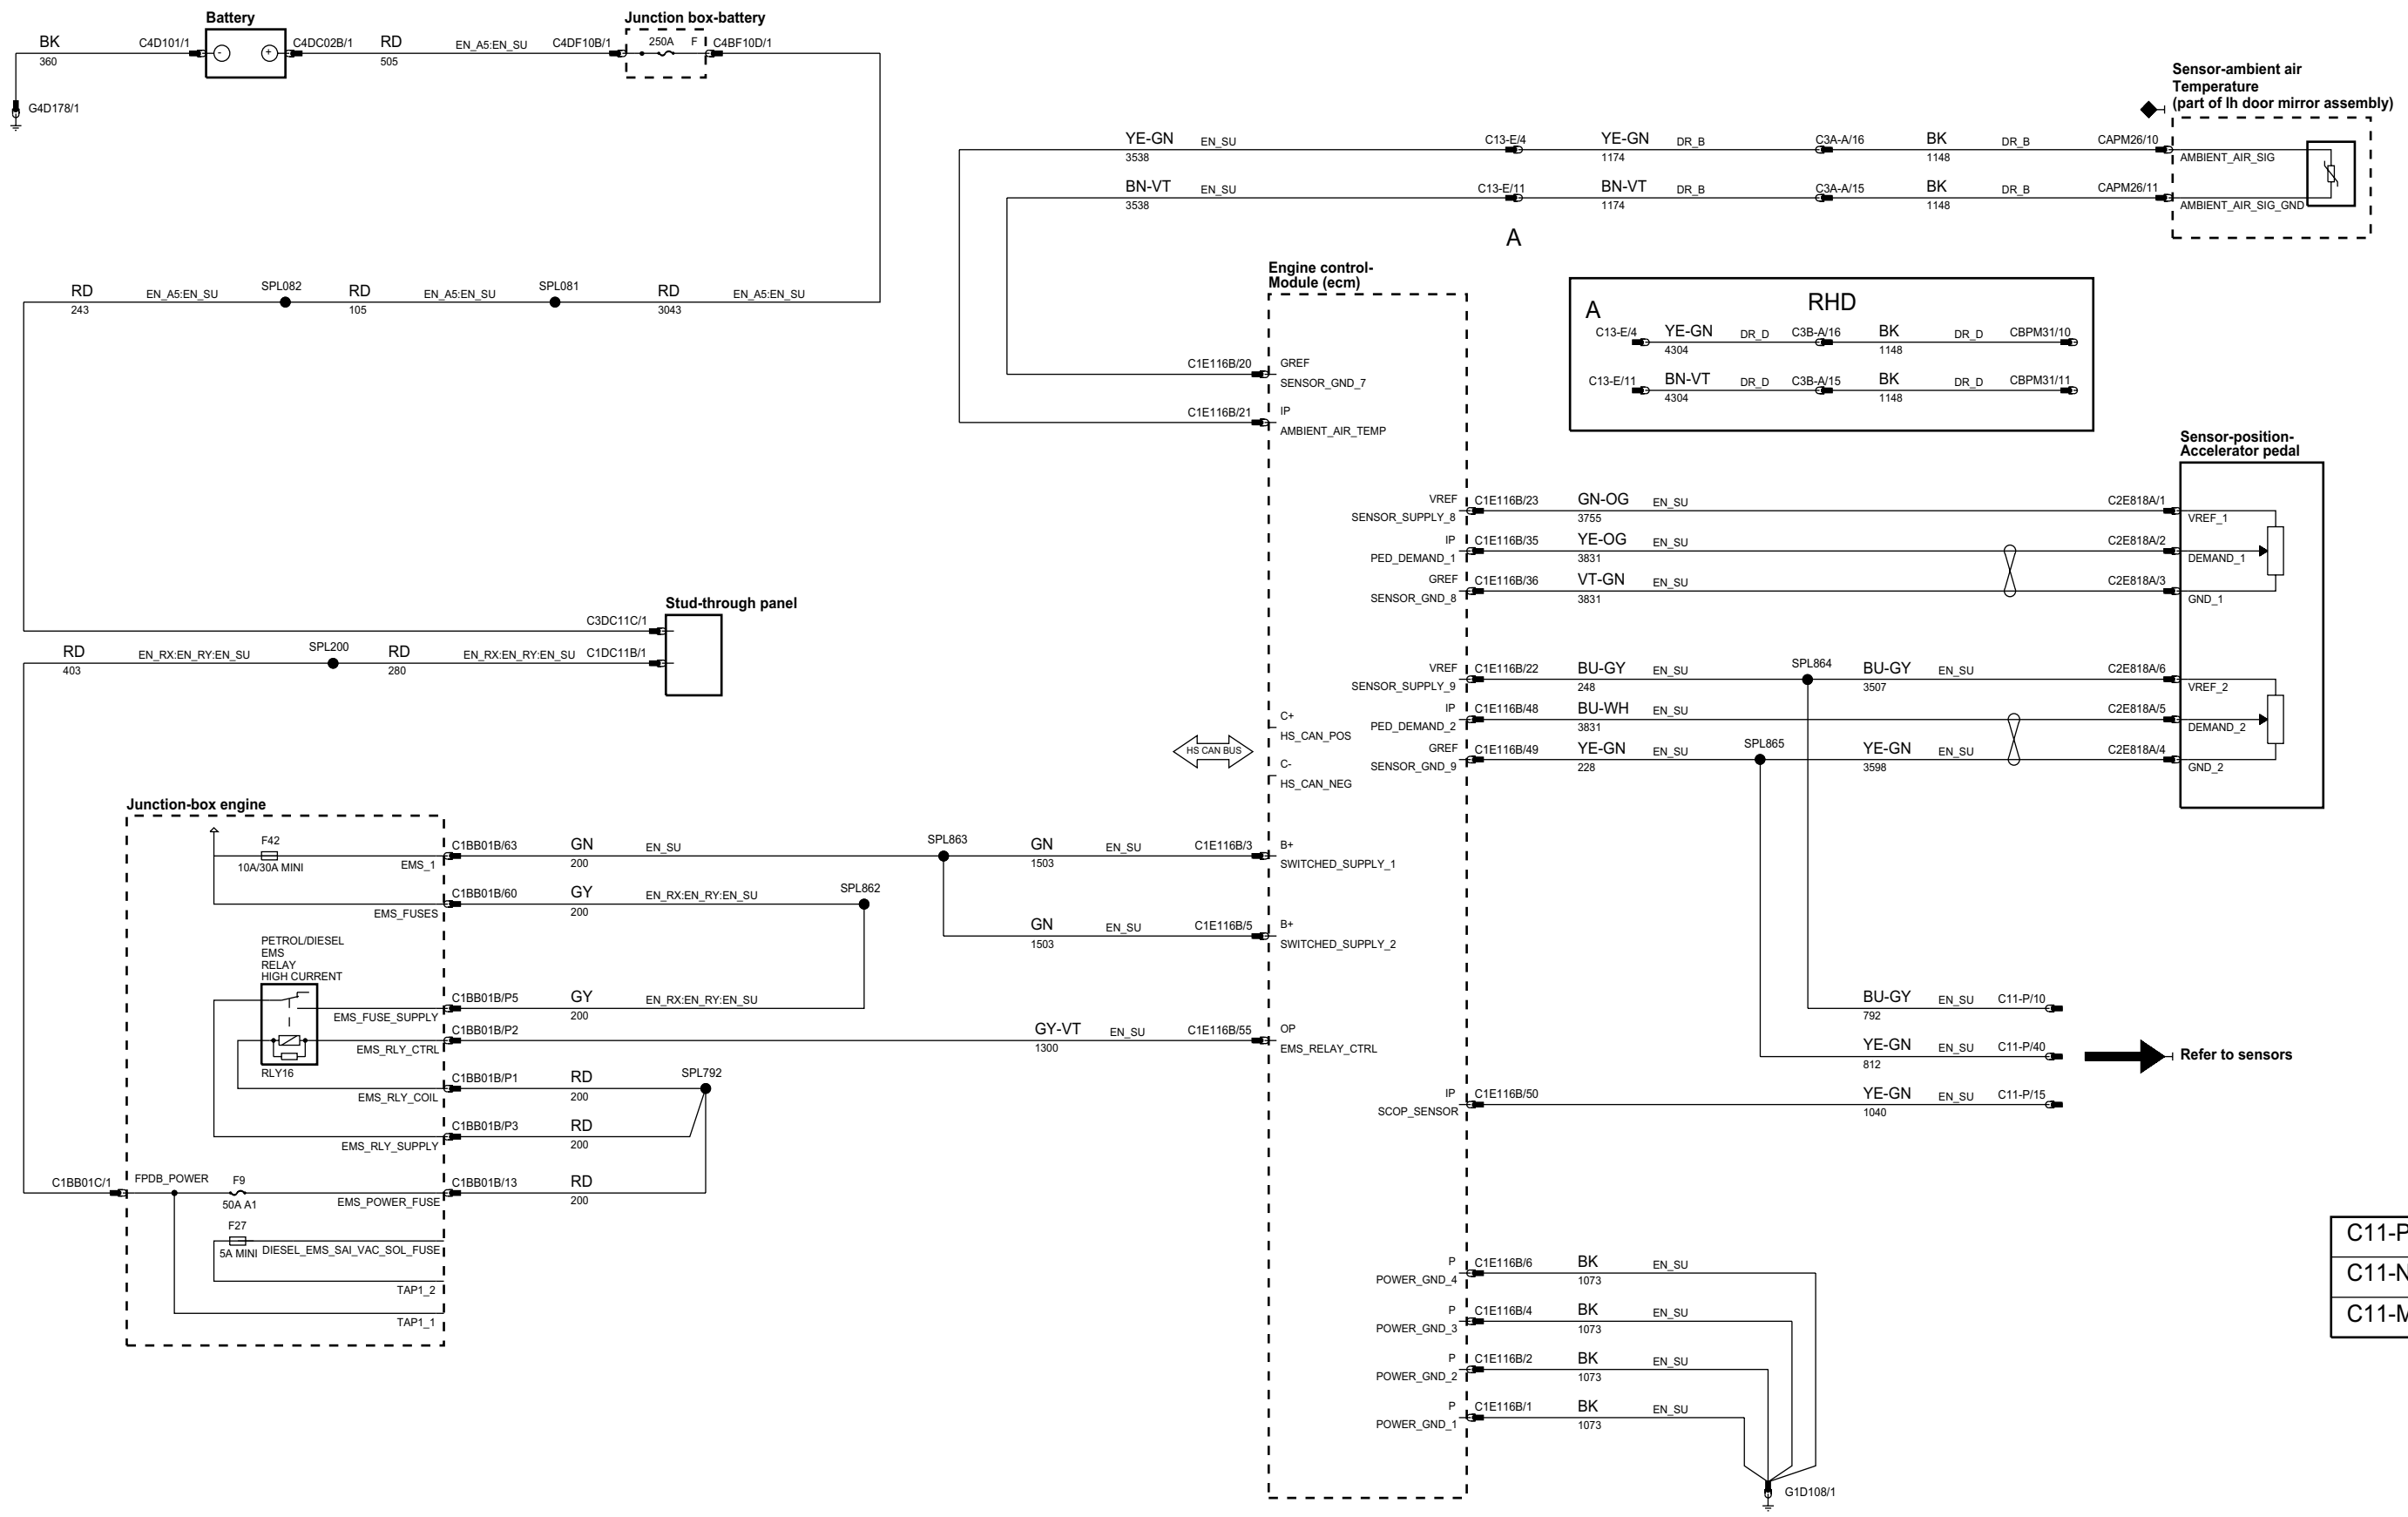 Battery
Junction box-battery
BK
360
C4D101/1
-
+
C4DC02B/1
RD
505
EN_A5:EN_SU
C4DF10B/1
250A
F
C4BF10D/1
G4D178/1
Sensor-ambient air
Temperature
(part of lh door mirror assembly)
YE-GN
3538
EN_SU
C13-E/4
YE-GN
1174
DR_B
C3A-A/16
BK
1148
DR_B
CAPM26/10
AMBIENT_AIR_SIG
BN-VT
3538
EN_SU
C13-E/11
BN-VT
1174
DR_B
C3A-A/15
BK
1148
DR_B
CAPM26/11
AMBIENT_AIR_SIG_GND
A
RD
243
EN_A5:EN_SU
SPL082
RD
105
EN_A5:EN_SU
SPL081
RD
3043
EN_A5:EN_SU
Engine control-
Module (ecm)
A
RHD
C13-E/4
YE-GN
4304
DR_D
C3B-A/16
BK
1148
DR_D
CBPM31/10
C13-E/11
BN-VT
4304
DR_D
C3B-A/15
BK
1148
DR_D
CBPM31/11
C1E116B/20
GREF
SENSOR_GND_7
C1E116B/21
IP
AMBIENT_AIR_TEMP
Sensor-position-
Accelerator pedal
VREF
SENSOR_SUPPLY_8
C1E116B/23
GN-OG
3755
EN_SU
C2E818A/1
VREF_1
IP
PED_DEMAND_1
C1E116B/35
YE-OG
3831
EN_SU
C2E818A/2
DEMAND_1
GREF
SENSOR_GND_8
C1E116B/36
VT-GN
3831
EN_SU
C2E818A/3
GND_1
Stud-through panel
C3DC11C/1
RD
403
EN_RX:EN_RY:EN_SU
SPL200
RD
280
EN_RX:EN_RY:EN_SU
C1DC11B/1
VREF
SENSOR_SUPPLY_9
C1E116B/22
BU-GY
248
EN_SU
SPL864
BU-GY
3507
EN_SU
C2E818A/6
VREF_2
IP
PED_DEMAND_2
C1E116B/48
BU-WH
3831
EN_SU
C2E818A/5
DEMAND_2
GREF
SENSOR_GND_9
C1E116B/49
YE-GN
228
EN_SU
SPL865
YE-GN
3598
EN_SU
C2E818A/4
GND_2
HS CAN BUS
C+
HS_CAN_POS
C-
HS_CAN_NEG
Junction-box engine
F42
10A/30A MINI
EMS_1
C1BB01B/63
GN
200
EN_SU
SPL863
GN
1503
EN_SU
C1E116B/3
B+
SWITCHED_SUPPLY_1
EMS_FUSES
C1BB01B/60
GY
200
EN_RX:EN_RY:EN_SU
SPL862
GN
1503
EN_SU
C1E116B/5
B+
SWITCHED_SUPPLY_2
PETROL/DIESEL
EMS
RELAY
HIGH CURRENT
RLY16
EMS_FUSE_SUPPLY
C1BB01B/P5
GY
200
EN_RX:EN_RY:EN_SU
EMS_RLY_CTRL
C1BB01B/P2
GY-VT
1300
EN_SU
C1E116B/55
OP
EMS_RELAY_CTRL
EMS_RLY_COIL
C1BB01B/P1
RD
200
SPL792
EMS_RLY_SUPPLY
C1BB01B/P3
RD
200
BU-GY
792
EN_SU
C11-P/10
YE-GN
812
EN_SU
C11-P/40
Refer to sensors
IP
SCOP_SENSOR
C1E116B/50
YE-GN
1040
EN_SU
C11-P/15
C1BB01C/1
FPDB_POWER
F9
50A A1
EMS_POWER_FUSE
C1BB01B/13
RD
200
F27
5A MINI
DIESEL_EMS_SAI_VAC_SOL_FUSE
TAP1_2
TAP1_1
C11-P
C11-N
C11-M
P
POWER_GND_4
C1E116B/6
BK
1073
EN_SU
P
POWER_GND_3
C1E116B/4
BK
1073
EN_SU
P
POWER_GND_2
C1E116B/2
BK
1073
EN_SU
P
POWER_GND_1
C1E116B/1
BK
1073
EN_SU
G1D108/1